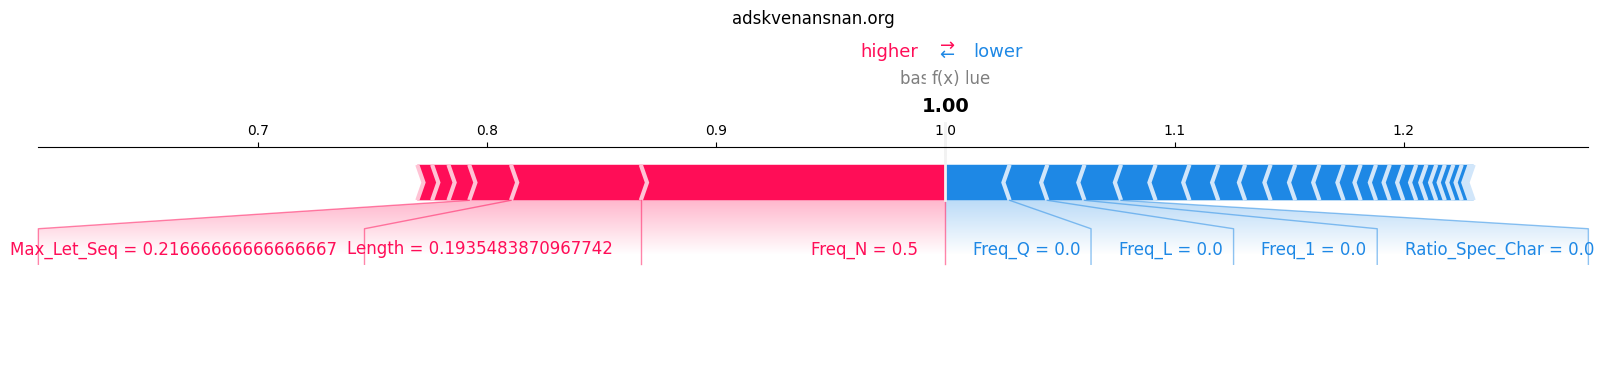 adskvenansnan.org
higher ⇄ lower
bas f(x) lue
1.00
0.7 0.8 0.9 1.0 1.1 1.2
Max_Let_Seq = 0.21666666666666667 Length = 0.1935483870967742 Freq_N = 0.5 Freq_Q = 0.0 Freq_L = 0.0 Freq_1 = 0.0 Ratio_Spec_Char = 0.0